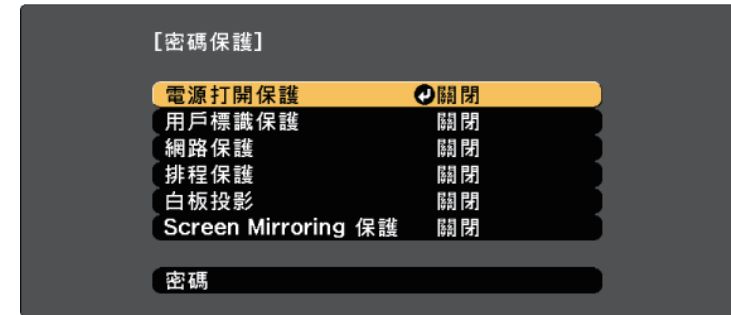 [密碼保護]
電源打開保護 關閉
用戶標識保護 關閉
網路保護 關閉
排程保護 關閉
白板投影 關閉
Screen Mirroring 保護 關閉
密碼